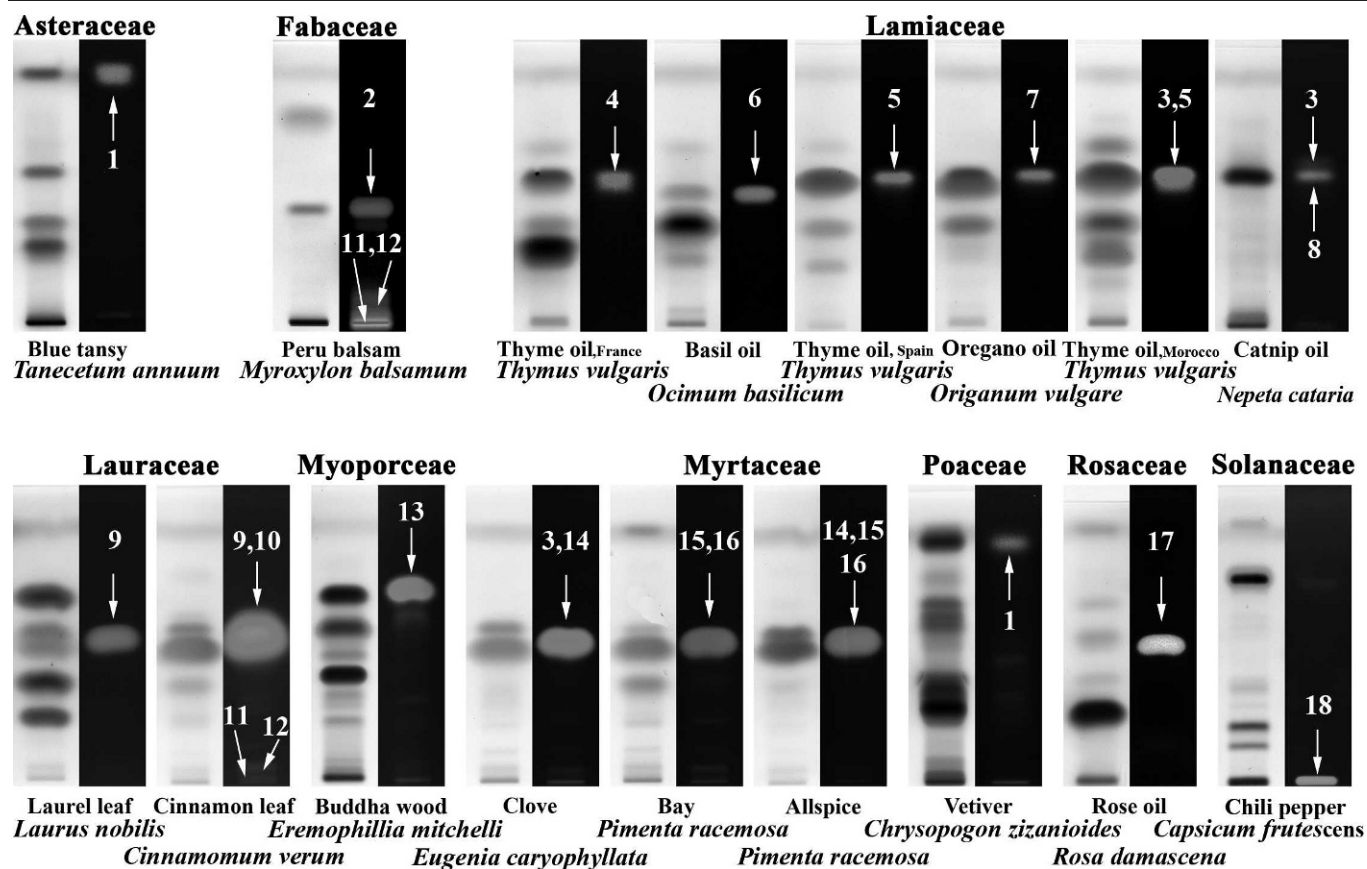 Asteraceae Fabaceae Lamiaceae
1
2
11,12
4
6
5
7
3,5
3
8
Blue tansy Peru balsam Thyme oil,France Basil oil Thyme oil, Spain Oregano oil Thyme oil,Morocco Catnip oil
Tanecetum annuum Myroxylon balsamum Thymus vulgaris Thymus vulgaris Thymus vulgaris
Ocimum basilicum Origanum vulgare Nepeta cataria
Lauraceae Myoporceae Myrtaceae Poaceae Rosaceae Solanaceae
9
9,10
11
12
13
3,14
15,16
14,15
16
1
17
18
Laurel leaf Cinnamon leaf Buddha wood Clove Bay Allspice Vetiver Rose oil Chili pepper
Laurus nobilis Eremophillia mitchelli Pimenta racemosa Chrysopogon zizanioides Capsicum frutescens
Cinnamomum verum Eugenia caryophyllata Pimenta racemosa Rosa damascena